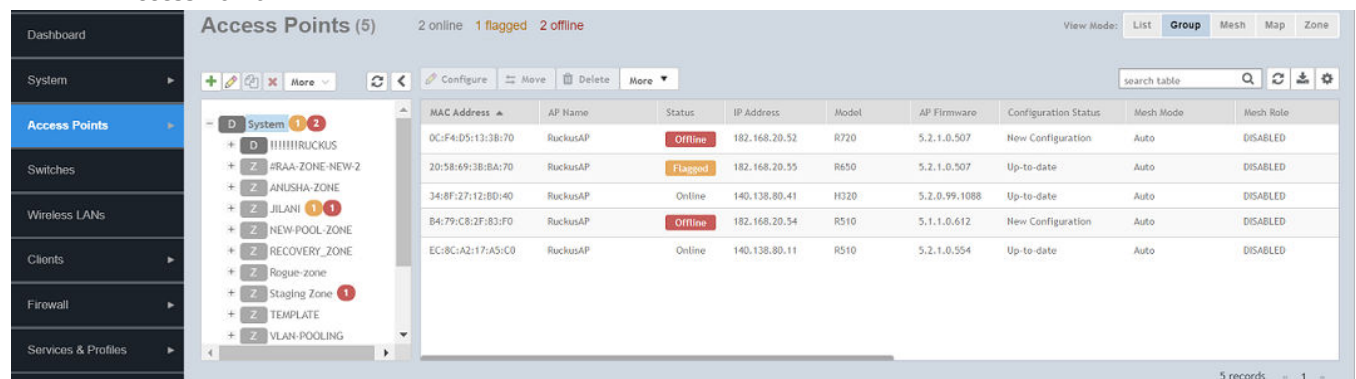 Dashboard
Access Points (5) 2 online 1 flagged 2 offline View Mode: List Group Mesh Map Zone
System
More Configure Move Delete More search table
Access Points
MAC Address AP Name Status IP Address Model AP Firmware Configuration Status Mesh Mode Mesh Role
0C:F4:D5:13:3B:70 RuckusAP Offline 182.168.20.52 R720 5.2.1.0.507 New Configuration Auto DISABLED
20:58:69:3B:BA:70 RuckusAP Flagged 182.168.20.55 R650 5.2.1.0.507 Up-to-date Auto DISABLED
34:8F:27:12:BD:40 RuckusAP Online 140.138.80.41 H320 5.2.0.99.1088 Up-to-date Auto DISABLED
B4:79:C8:2F:83:F0 RuckusAP Offline 182.168.20.54 R510 5.1.1.0.612 New Configuration Auto DISABLED
EC:8C:A2:17:A5:C0 RuckusAP Online 140.138.80.11 R510 5.2.1.0.554 Up-to-date Auto DISABLED
D System 1 2
D !!!!!!!RUCKUS
Z #RAA-ZONE-NEW-2
Z ANUSHA-ZONE
Z JILANI 1 1
Z NEW-POOL-ZONE
Z RECOVERY_ZONE
Z Rogue-zone
Z Staging Zone 1
Z TEMPLATE
Z VLAN-POOLING
Switches
Wireless LANs
Clients
Firewall
Services & Profiles
5 records 1